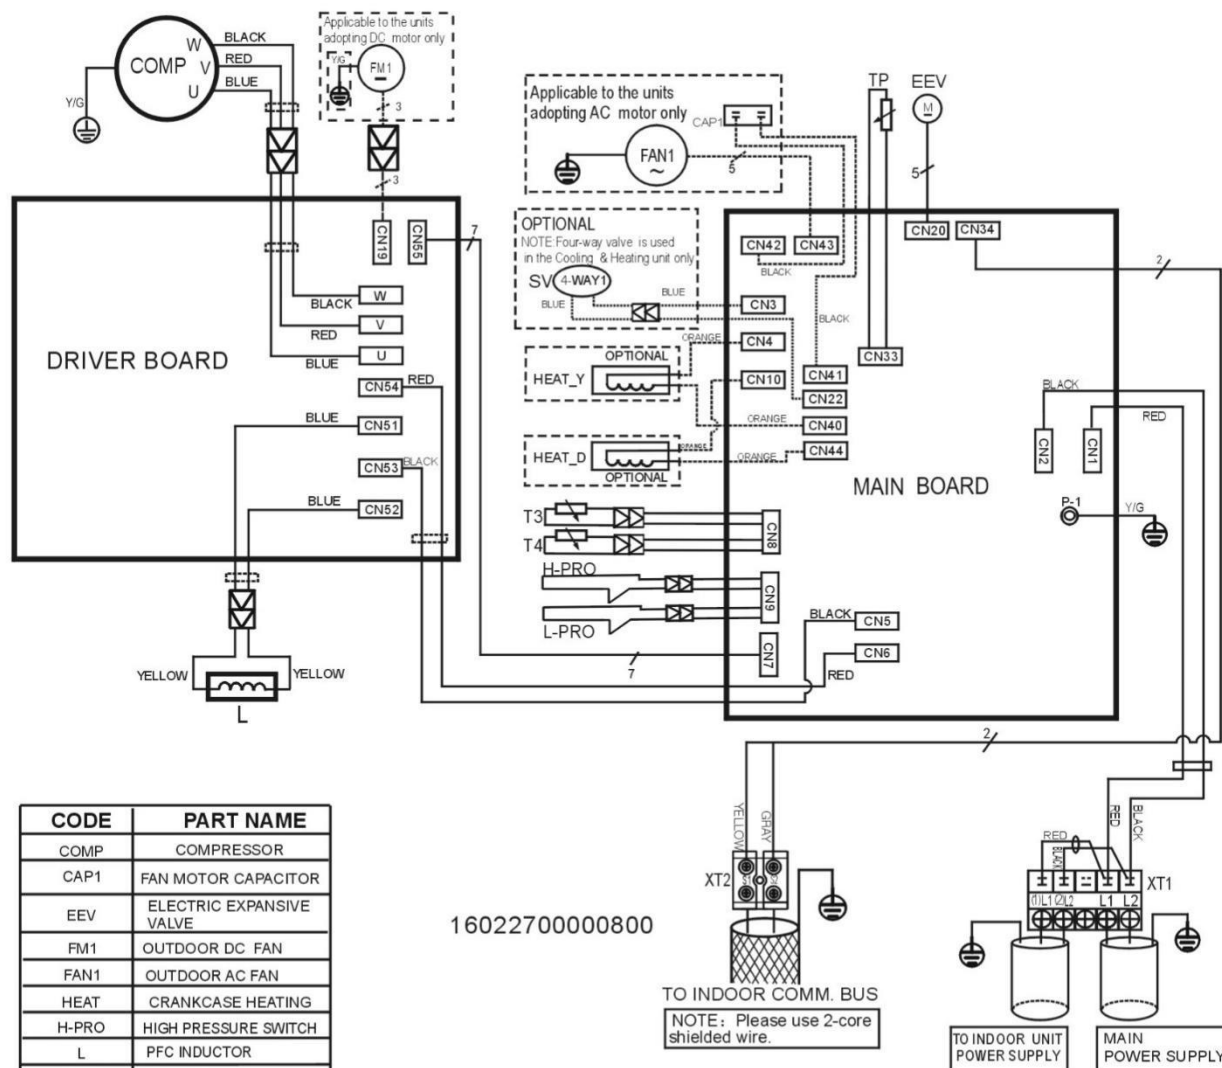 COMP
W
V
U
BLACK
RED
BLUE
Y/G
Applicable to the units
adopting DC motor only
Y/G
FM1
3
3
Applicable to the units
adopting AC motor only
CAP1
FAN1
5
TP
EEV
M
5
DRIVER BOARD
CN19
CN55
7
BLACK
W
RED
V
BLUE
U
CN54
RED
BLUE
CN51
CN53
BLACK
BLUE
CN52
YELLOW
YELLOW
L
OPTIONAL
NOTE:Four-way valve is used
in the Cooling & Heating unit only
SV
4-WAY1
BLUE
BLUE
OPTIONAL
HEAT_Y
ORANGE
ORANGE
HEAT_D
OPTIONAL
ORANGE
ORANGE
T3
T4
H-PRO
L-PRO
7
MAIN BOARD
CN42
CN43
BLACK
CN20
CN34
2
CN3
BLACK
CN4
CN33
CN10
CN41
CN22
CN40
CN44
BLACK
RED
CN2
CN1
P-1
Y/G
CN8
CN9
CN7
BLACK
CN5
CN6
RED
2
YELLOW
GRAY
XT2
TO INDOOR COMM. BUS
NOTE: Please use 2-core
shielded wire.
16022700000800
RED
BLACK
RED
BLACK
XT1
(1)L1
(2)L2
L1
L2
TO INDOOR UNIT
POWER SUPPLY
MAIN
POWER SUPPLY
CODE PART NAME
COMP COMPRESSOR
CAP1 FAN MOTOR CAPACITOR
EEV ELECTRIC EXPANSIVE
VALVE
FM1 OUTDOOR DC FAN
FAN1 OUTDOOR AC FAN
HEAT CRANKCASE HEATING
H-PRO HIGH PRESSURE SWITCH
L PFC INDUCTOR